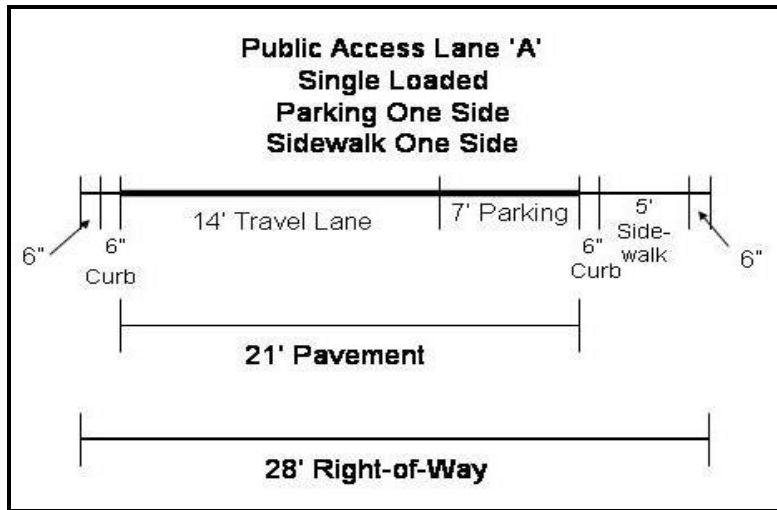 Public Access Lane 'A'
Single Loaded
Parking One Side
Sidewalk One Side
14' Travel Lane
7' Parking
5'
Side-
walk
6"
6"
Curb
6"
Curb
6"
21' Pavement
28' Right-of-Way